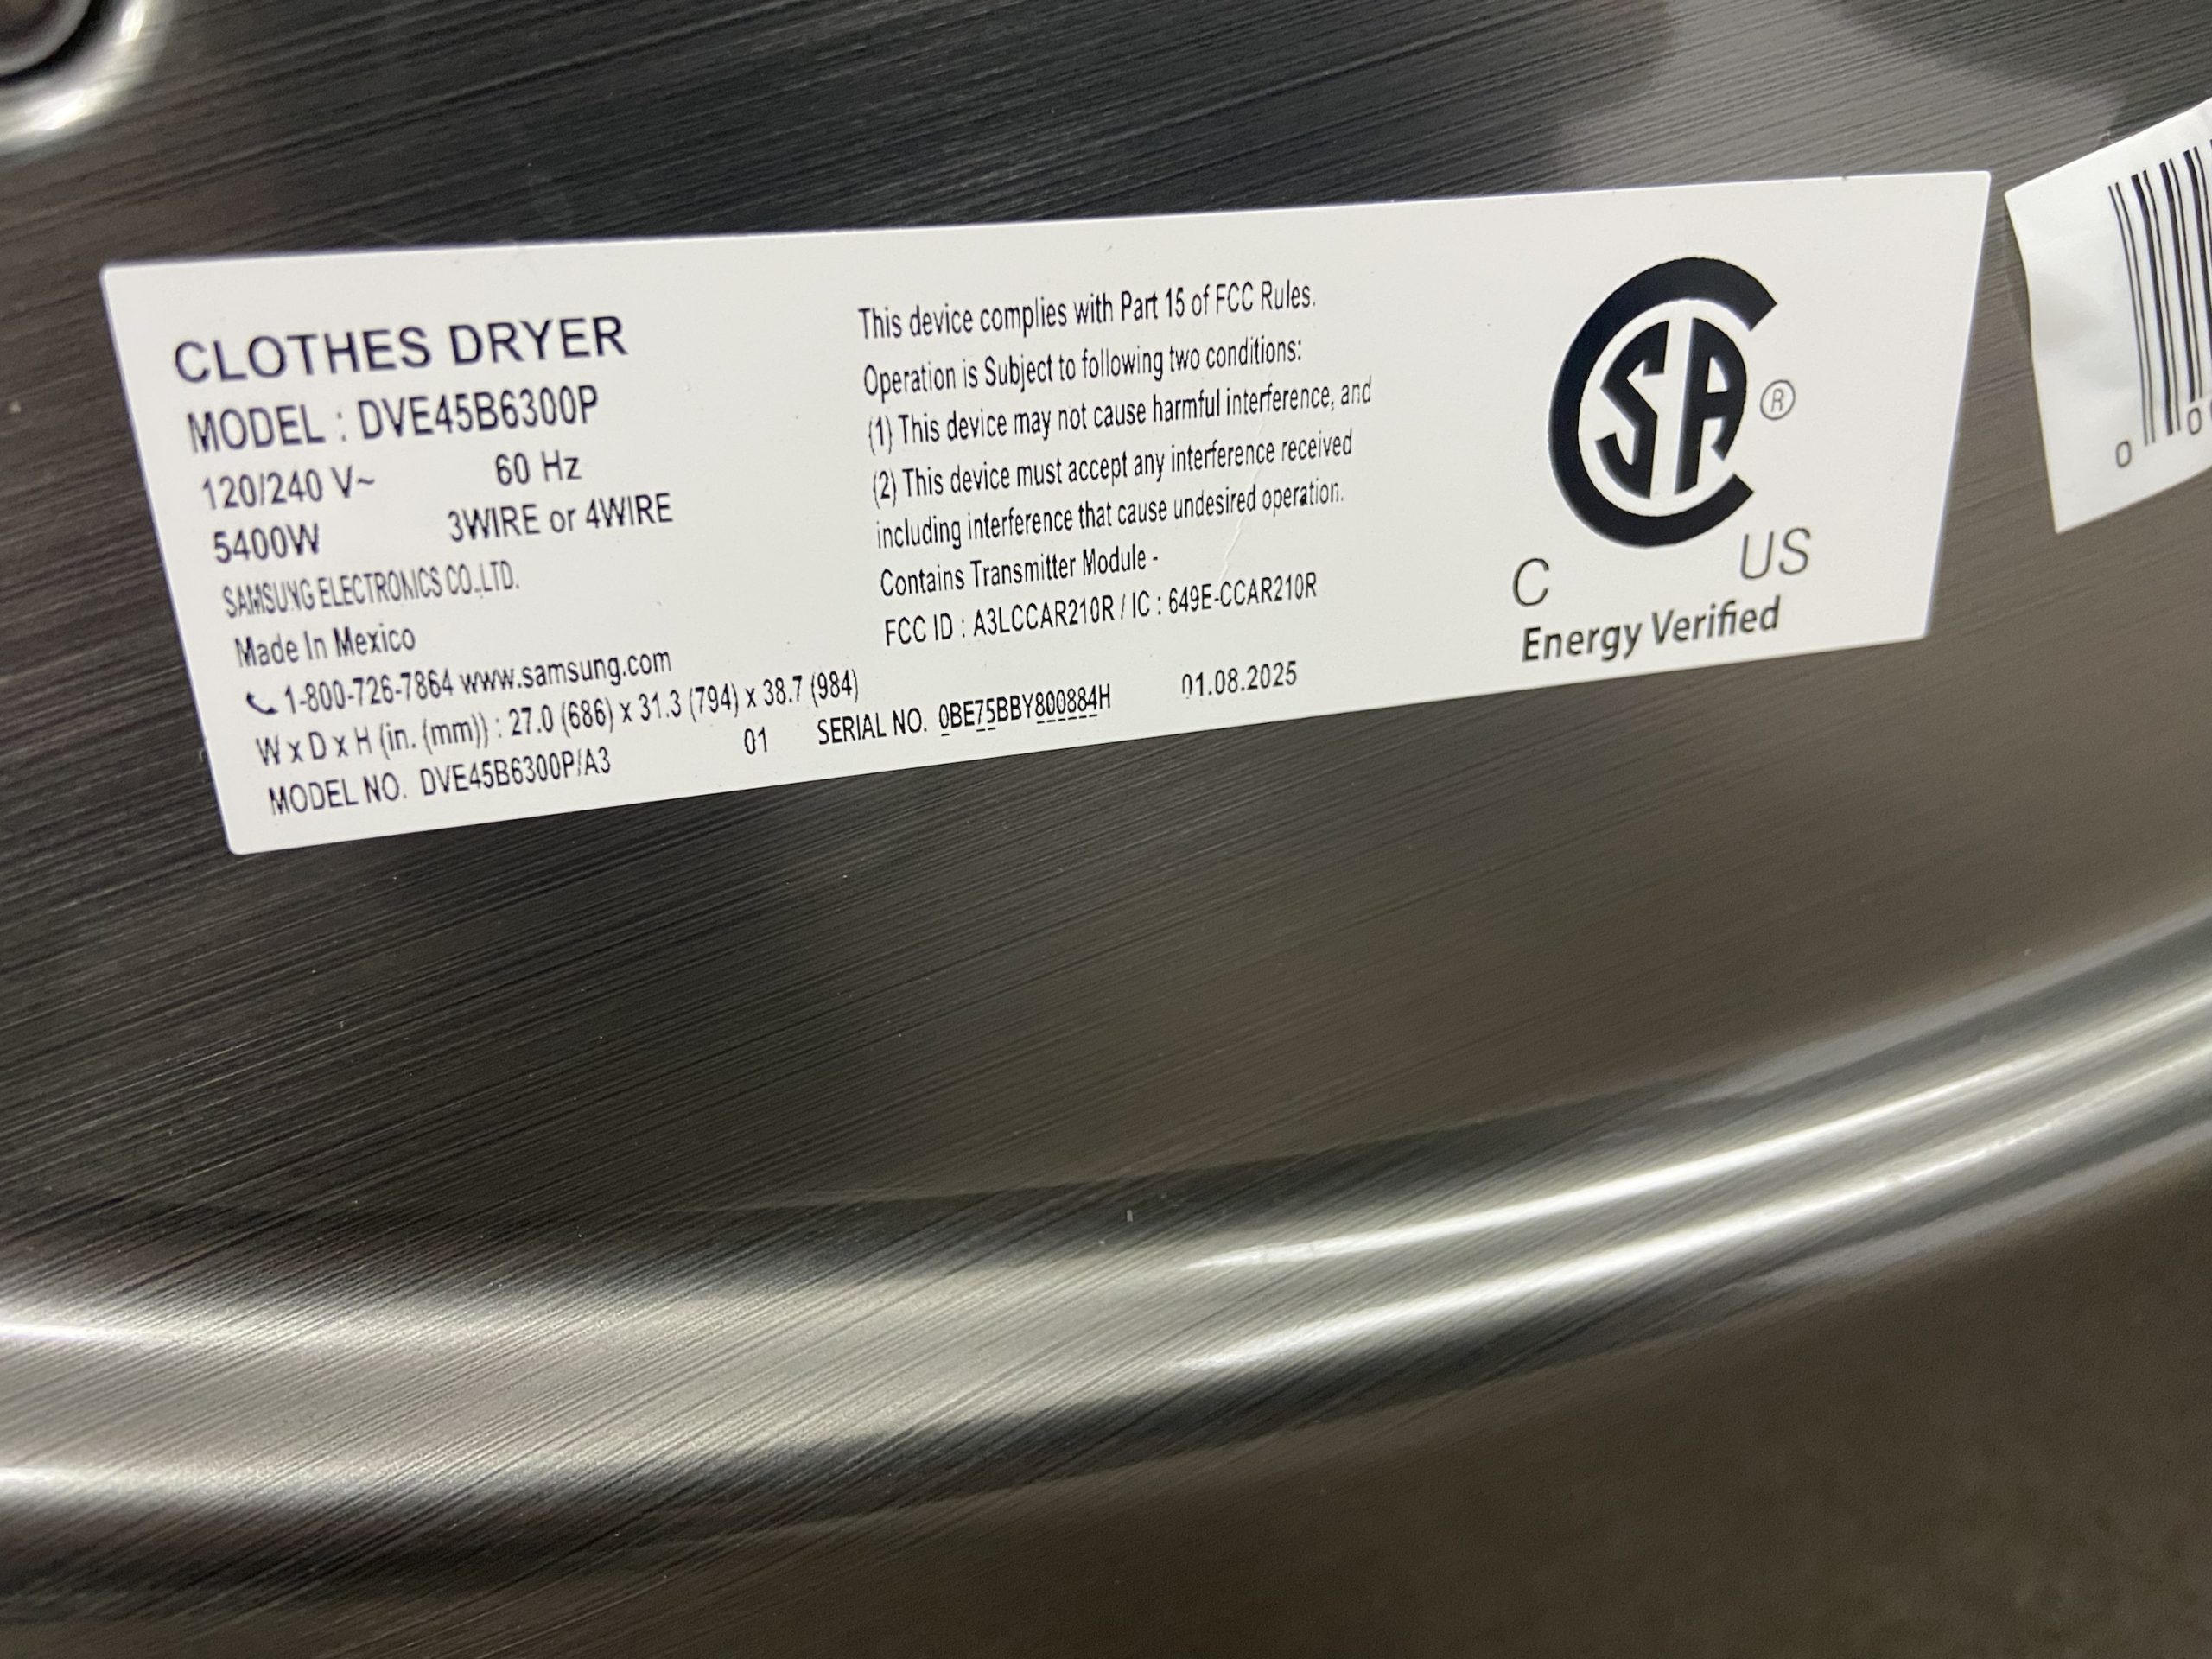 CLOTHES DRYER
MODEL : DVE45B6300P
120/240 V~ 60 Hz
5400W 3WIRE or 4WIRE
SAMSUNG ELECTRONICS CO.,LTD.
Made In Mexico
1-800-726-7864 www.samsung.com
W x D x H (in. (mm)) : 27.0 (686) x 31.3 (794) x 38.7 (984)
MODEL NO. DVE45B6300P/A3 01 SERIAL NO. 0BE75BBY800884H 01.08.2025
This device complies with Part 15 of FCC Rules.
Operation is Subject to following two conditions:
(1) This device may not cause harmful interference, and
(2) This device must accept any interference received
including interference that cause undesired operation.
Contains Transmitter Module -
FCC ID : A3LCCAR210R / IC : 649E-CCAR210R
CSA ®
C US
Energy Verified
0